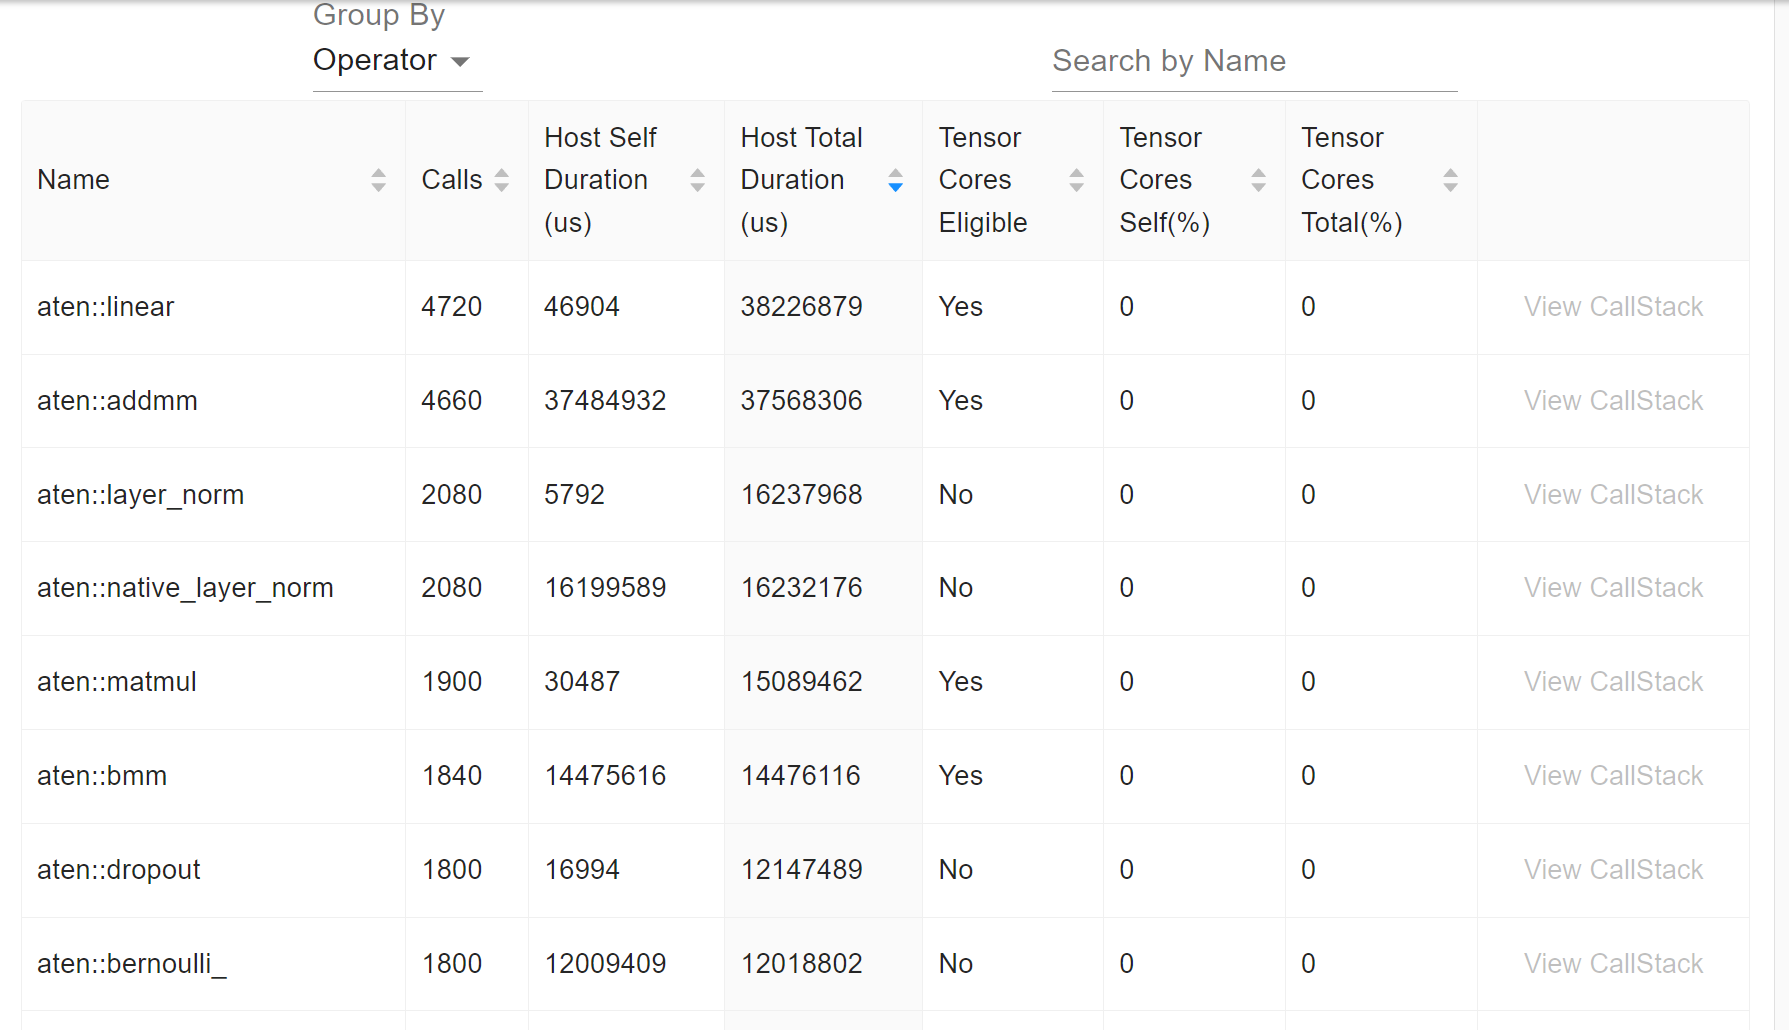 Group By
Operator
Search by Name
Name Calls Host Self Duration (us) Host Total Duration (us) Tensor Cores Eligible Tensor Cores Self(%) Tensor Cores Total(%)
aten::linear 4720 46904 38226879 Yes 0 0 View CallStack
aten::addmm 4660 37484932 37568306 Yes 0 0 View CallStack
aten::layer_norm 2080 5792 16237968 No 0 0 View CallStack
aten::native_layer_norm 2080 16199589 16232176 No 0 0 View CallStack
aten::matmul 1900 30487 15089462 Yes 0 0 View CallStack
aten::bmm 1840 14475616 14476116 Yes 0 0 View CallStack
aten::dropout 1800 16994 12147489 No 0 0 View CallStack
aten::bernoulli_ 1800 12009409 12018802 No 0 0 View CallStack